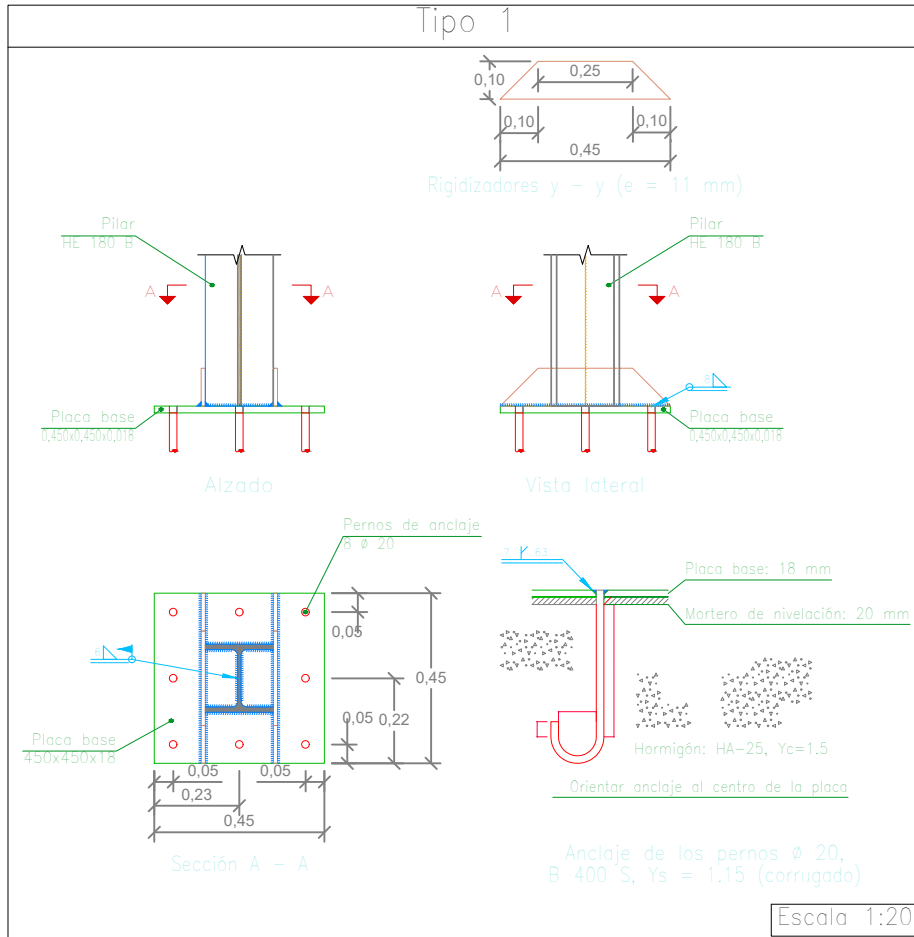 Tipo 1
0,10
0,25
0,10
0,10
0,45
Rigidizadores y - y (e = 11 mm)
Pilar
HE 180 B
Pilar
HE 180 B
A
A
A
A
Placa base
0,450x0,450x0,018
Placa base
0,450x0,450x0,018
Alzado
Vista lateral
Pernos de anclaje
8 ø 20
7
63
Placa base: 18 mm
Mortero de nivelación: 20 mm
0,05
0,45
0,05
0,22
Placa base
450x450x18
Hormigón: HA-25, Yc=1.5
0,05
0,05
0,23
0,45
Orientar anclaje al centro de la placa
Sección A - A
Anclaje de los pernos ø 20,
B 400 S, Ys = 1.15 (corrugado)
Escala 1:20